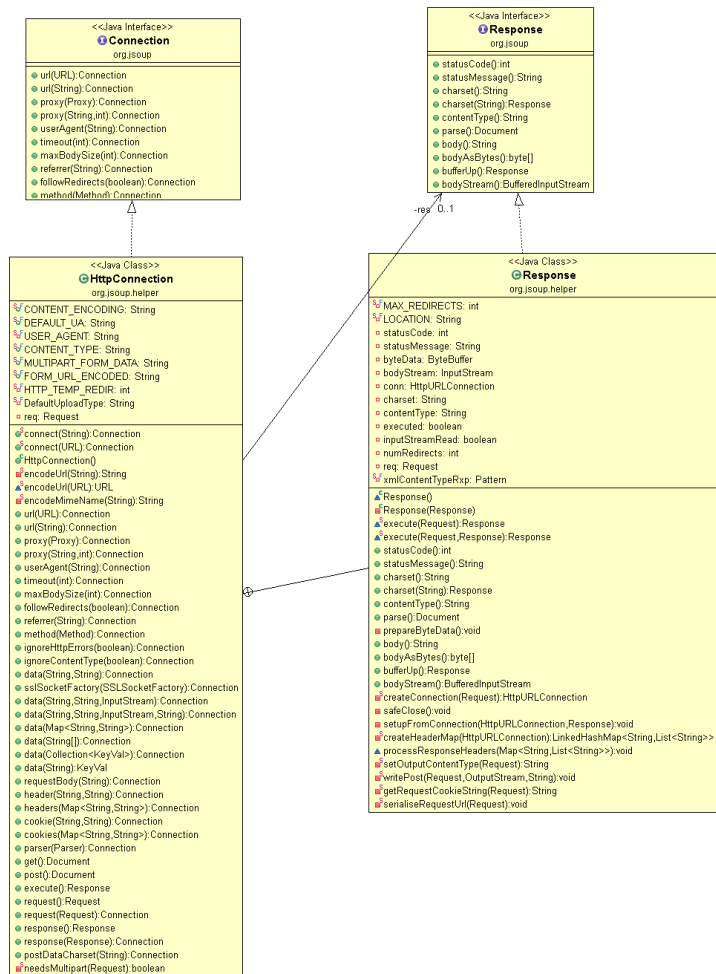 <<Java Interface>>
Connection
org.jsoup
url(URL):Connection
url(String):Connection
proxy(Proxy):Connection
proxy(String,int):Connection
userAgent(String):Connection
timeout(int):Connection
maxBodySize(int):Connection
referrer(String):Connection
followRedirects(boolean):Connection
method(Method):Connection
<<Java Interface>>
Response
org.jsoup
statusCode():int
statusMessage():String
charset():String
charset(String):Response
contentType():String
parse():Document
body():String
bodyAsBytes():byte[]
bufferUp():Response
bodyStream():BufferedInputStream
-res 0..1
<<Java Class>>
HttpConnection
org.jsoup.helper
CONTENT_ENCODING: String
DEFAULT_UA: String
USER_AGENT: String
CONTENT_TYPE: String
MULTIPART_FORM_DATA: String
FORM_URL_ENCODED: String
HTTP_TEMP_REDIR: int
DefaultUploadType: String
req: Request
connect(String):Connection
connect(URL):Connection
HttpConnection()
encodeUrl(String):String
encodeUrl(URL):URL
encodeMimeName(String):String
url(URL):Connection
url(String):Connection
proxy(Proxy):Connection
proxy(String,int):Connection
userAgent(String):Connection
timeout(int):Connection
maxBodySize(int):Connection
followRedirects(boolean):Connection
referrer(String):Connection
method(Method):Connection
ignoreHttpErrors(boolean):Connection
ignoreContentType(boolean):Connection
data(String,String):Connection
sslSocketFactory(SSLSocketFactory):Connection
data(String,String,InputStream):Connection
data(String,String,InputStream,String):Connection
data(Map<String,String>):Connection
data(String[]):Connection
data(Collection<KeyVal>):Connection
data(String):KeyVal
requestBody(String):Connection
header(String,String):Connection
headers(Map<String,String>):Connection
cookie(String,String):Connection
cookies(Map<String,String>):Connection
parser(Parser):Connection
get():Document
post():Document
execute():Response
request():Request
request(Request):Connection
response():Response
response(Response):Connection
postDataCharset(String):Connection
needsMultipart(Request):boolean
<<Java Class>>
Response
org.jsoup.helper
MAX_REDIRECTS: int
LOCATION: String
statusCode: int
statusMessage: String
byteData: ByteBuffer
bodyStream: InputStream
conn: HttpURLConnection
charset: String
contentType: String
executed: boolean
inputStreamRead: boolean
numRedirects: int
req: Request
xmlContentTypeRxp: Pattern
Response()
Response(Response)
execute(Request):Response
execute(Request,Response):Response
statusCode():int
statusMessage():String
charset():String
charset(String):Response
contentType():String
parse():Document
prepareByteData():void
body():String
bodyAsBytes():byte[]
bufferUp():Response
bodyStream():BufferedInputStream
createConnection(Request):HttpURLConnection
safeClose():void
setupFromConnection(HttpURLConnection,Response):void
createHeaderMap(HttpURLConnection):LinkedHashMap<String,List<String>>
processResponseHeaders(Map<String,List<String>>):void
setOutputContentType(Request):String
writePost(Request,OutputStream,String):void
getRequestCookieString(Request):String
serialiseRequestUrl(Request):void